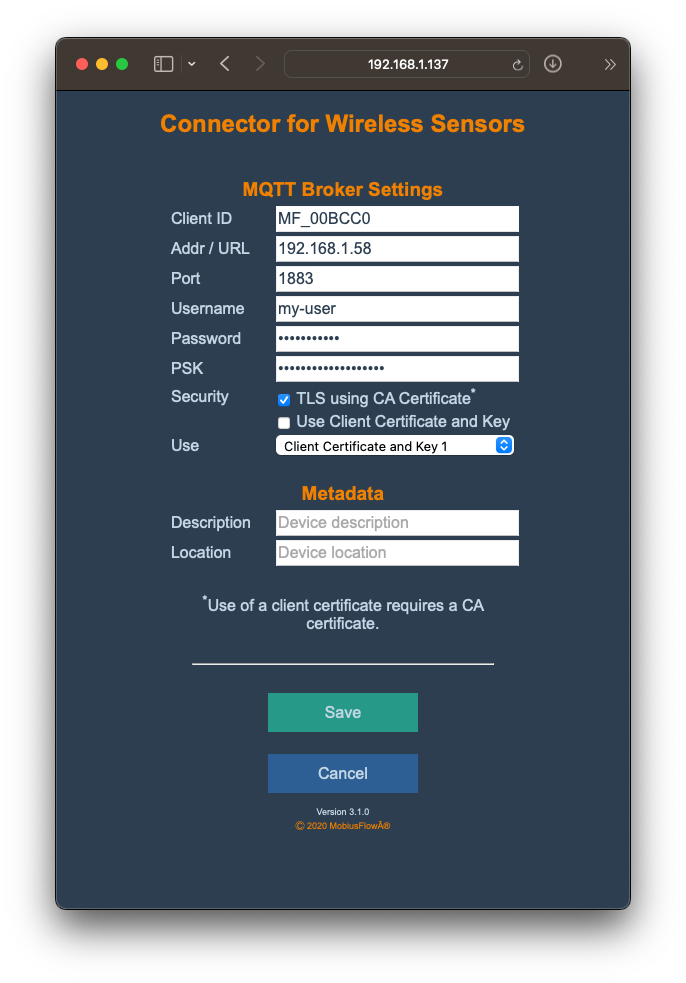 192.168.1.137
Connector for Wireless Sensors
MQTT Broker Settings
Client ID MF_00BCC0
Addr / URL 192.168.1.58
Port 1883
Username my-user
Password •••••••••••
PSK •••••••••••••••••••
Security TLS using CA Certificate*
Use Client Certificate and Key
Use Client Certificate and Key 1
Metadata
Description Device description
Location Device location
*Use of a client certificate requires a CA
certificate.
Save
Cancel
Version 3.1.0
© 2020 MobiusFlowÂ®